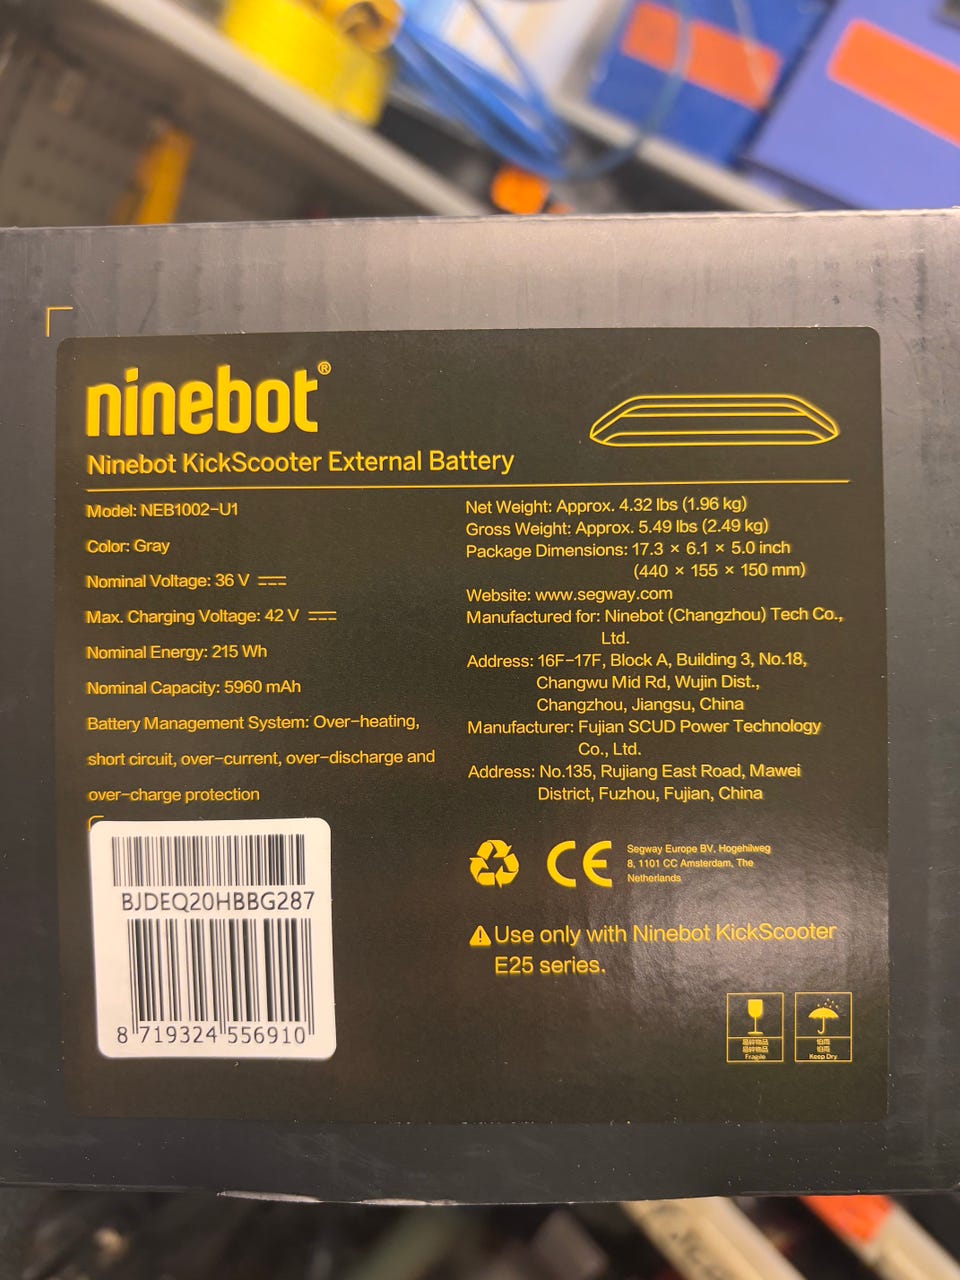 ninebot®
Ninebot KickScooter External Battery
Model: NEB1002-U1
Color: Gray
Nominal Voltage: 36 V
Max. Charging Voltage: 42 V
Nominal Energy: 215 Wh
Nominal Capacity: 5960 mAh
Battery Management System: Over-heating,
short circuit, over-current, over-discharge and
over-charge protection
BJDEQ20HBBG287
8 719324 556910
Net Weight: Approx. 4.32 lbs (1.96 kg)
Gross Weight: Approx. 5.49 lbs (2.49 kg)
Package Dimensions: 17.3 × 6.1 × 5.0 inch
(440 × 155 × 150 mm)
Website: www.segway.com
Manufactured for: Ninebot (Changzhou) Tech Co.,
Ltd.
Address: 16F-17F, Block A, Building 3, No.18,
Changwu Mid Rd, Wujin Dist.,
Changzhou, Jiangsu, China
Manufacturer: Fujian SCUD Power Technology
Co., Ltd.
Address: No.135, Rujiang East Road, Mawei
District, Fuzhou, Fujian, China
CE
Segway Europe BV, Hogehilweg
8, 1101 CC Amsterdam, The
Netherlands
Use only with Ninebot KickScooter
E25 series.
Fragile
Keep Dry